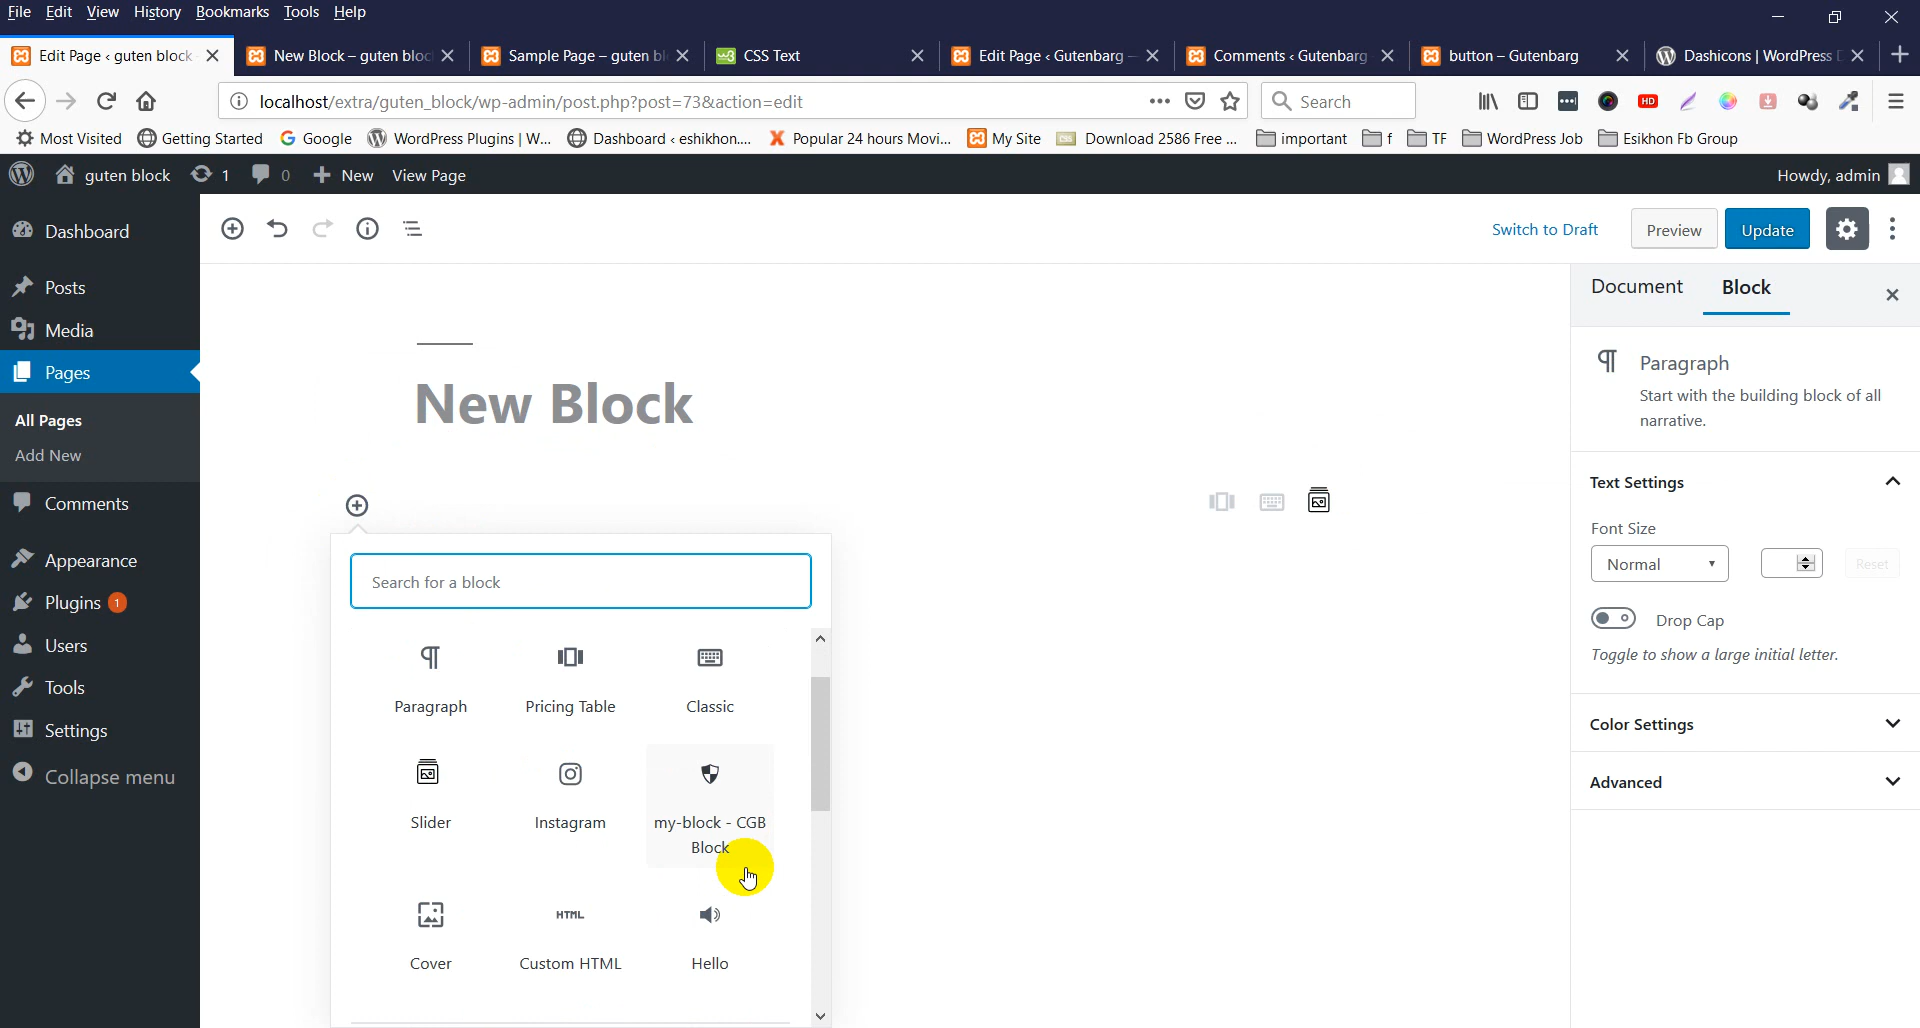 File Edit View History Bookmarks Tools Help
Edit Page ‹ guten block
New Block – guten bloc
Sample Page – guten bl
CSS Text
Edit Page ‹ Gutenbarg –
Comments ‹ Gutenbarg
button – Gutenbarg
Dashicons | WordPress
localhost/extra/guten_block/wp-admin/post.php?post=73&action=edit
Search
HD
Most Visited
Getting Started
Google
WordPress Plugins | W...
Dashboard ‹ eshikhon....
Popular 24 hours Movi...
My Site
Download 2586 Free ...
important
f
TF
WordPress Job
Esikhon Fb Group
guten block
1
0
New
View Page
Howdy, admin
Dashboard
Posts
Media
Pages
All Pages
Add New
Comments
Appearance
Plugins 1
Users
Tools
Settings
Collapse menu
Switch to Draft
Preview
Update
New Block
Search for a block
Paragraph
Pricing Table
Classic
Slider
Instagram
my-block - CGB
Block
Cover
HTML
Custom HTML
Hello
Document
Block
Paragraph
Start with the building block of all
narrative.
Text Settings
Font Size
Normal
Reset
Drop Cap
Toggle to show a large initial letter.
Color Settings
Advanced